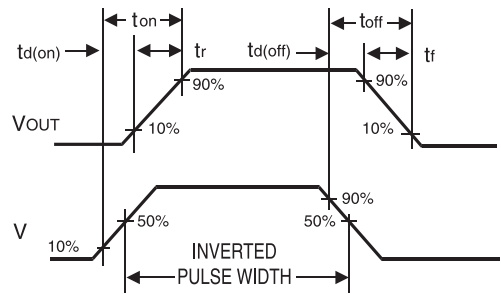 ton
toff
td(on)
tr
td(off)
tf
90%
90%
VOUT
10%
10%
90%
V
50%
50%
10%
INVERTED
PULSE WIDTH